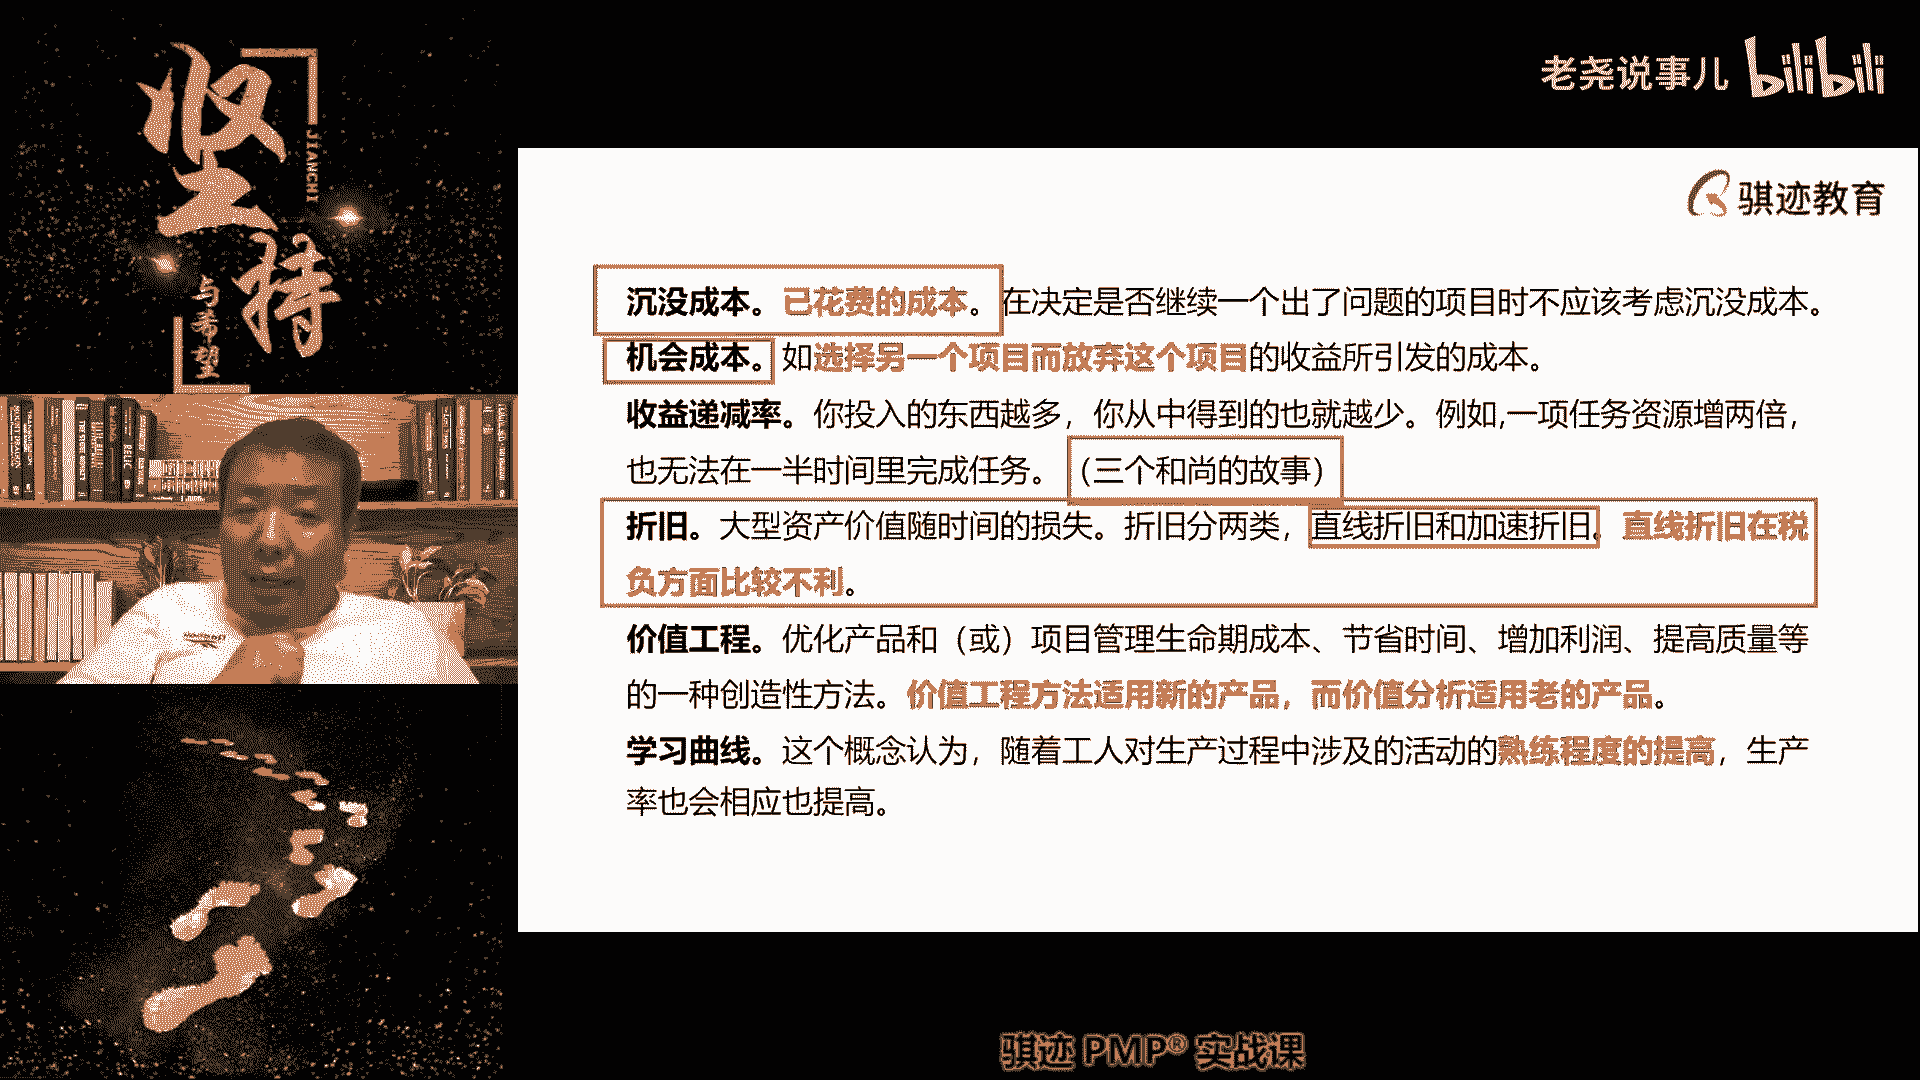 坚持
JIANCHI
与希望
老尧说事儿 bilibili
骐迹教育
沉没成本。已花费的成本。在决定是否继续一个出了问题的项目时不应该考虑沉没成本。
机会成本。如选择另一个项目而放弃这个项目的收益所引发的成本。
收益递减率。你投入的东西越多，你从中得到的也就越少。例如,一项任务资源增两倍，
也无法在一半时间里完成任务。（三个和尚的故事）
折旧。大型资产价值随时间的损失。折旧分两类，直线折旧和加速折旧。直线折旧在税
负方面比较不利。
价值工程。优化产品和（或）项目管理生命期成本、节省时间、增加利润、提高质量等
的一种创造性方法。价值工程方法适用新的产品，而价值分析适用老的产品。
学习曲线。这个概念认为，随着工人对生产过程中涉及的活动的熟练程度的提高，生产
率也会相应也提高。
骐迹 PMP® 实战课